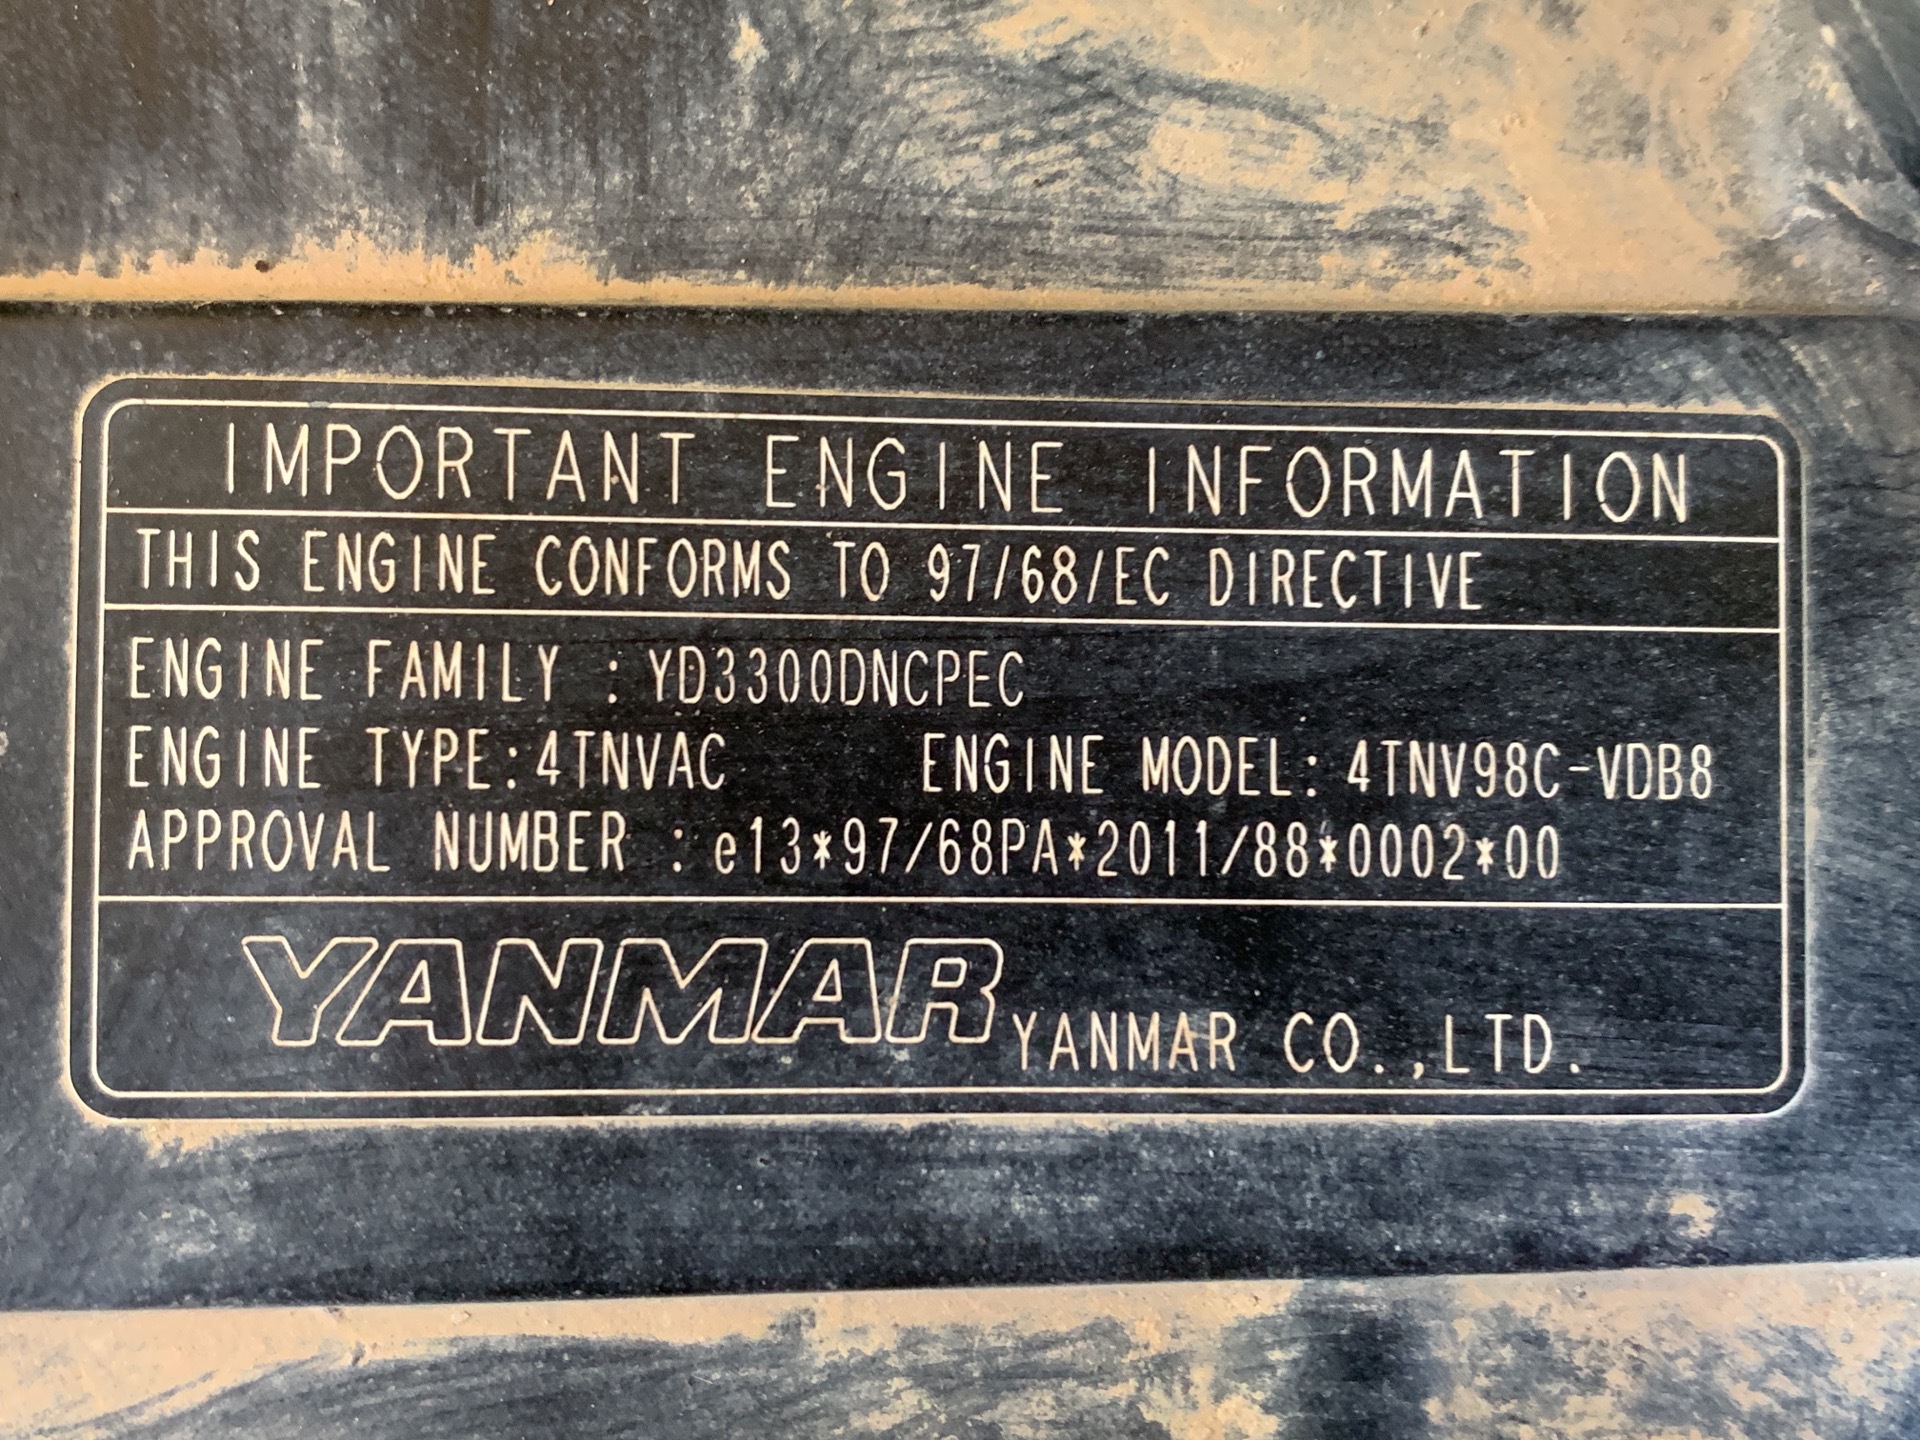 IMPORTANT ENGINE INFORMATION
THIS ENGINE CONFORMS TO 97/68/EC DIRECTIVE
ENGINE FAMILY : YD3300DNCPEC
ENGINE TYPE:4TNVAC ENGINE MODEL: 4TNV98C-VDB8
APPROVAL NUMBER : e13*97/68PA*2011/88*0002*00
YANMAR YANMAR CO.,LTD.